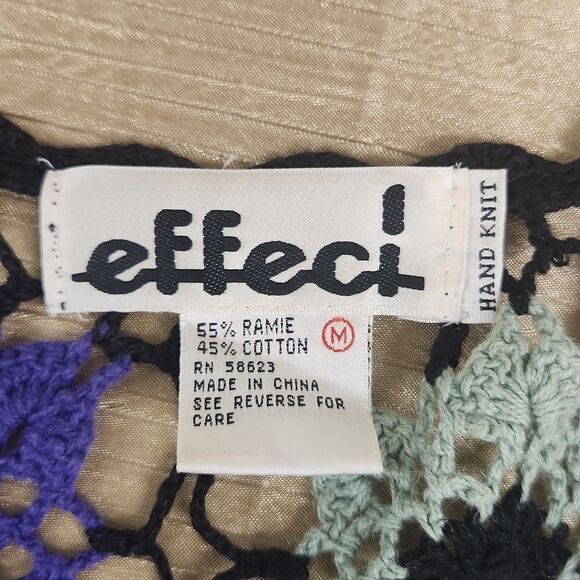 effeci
HAND KNIT
55% RAMIE
45% COTTON
M
RN 58623
MADE IN CHINA
SEE REVERSE FOR
CARE